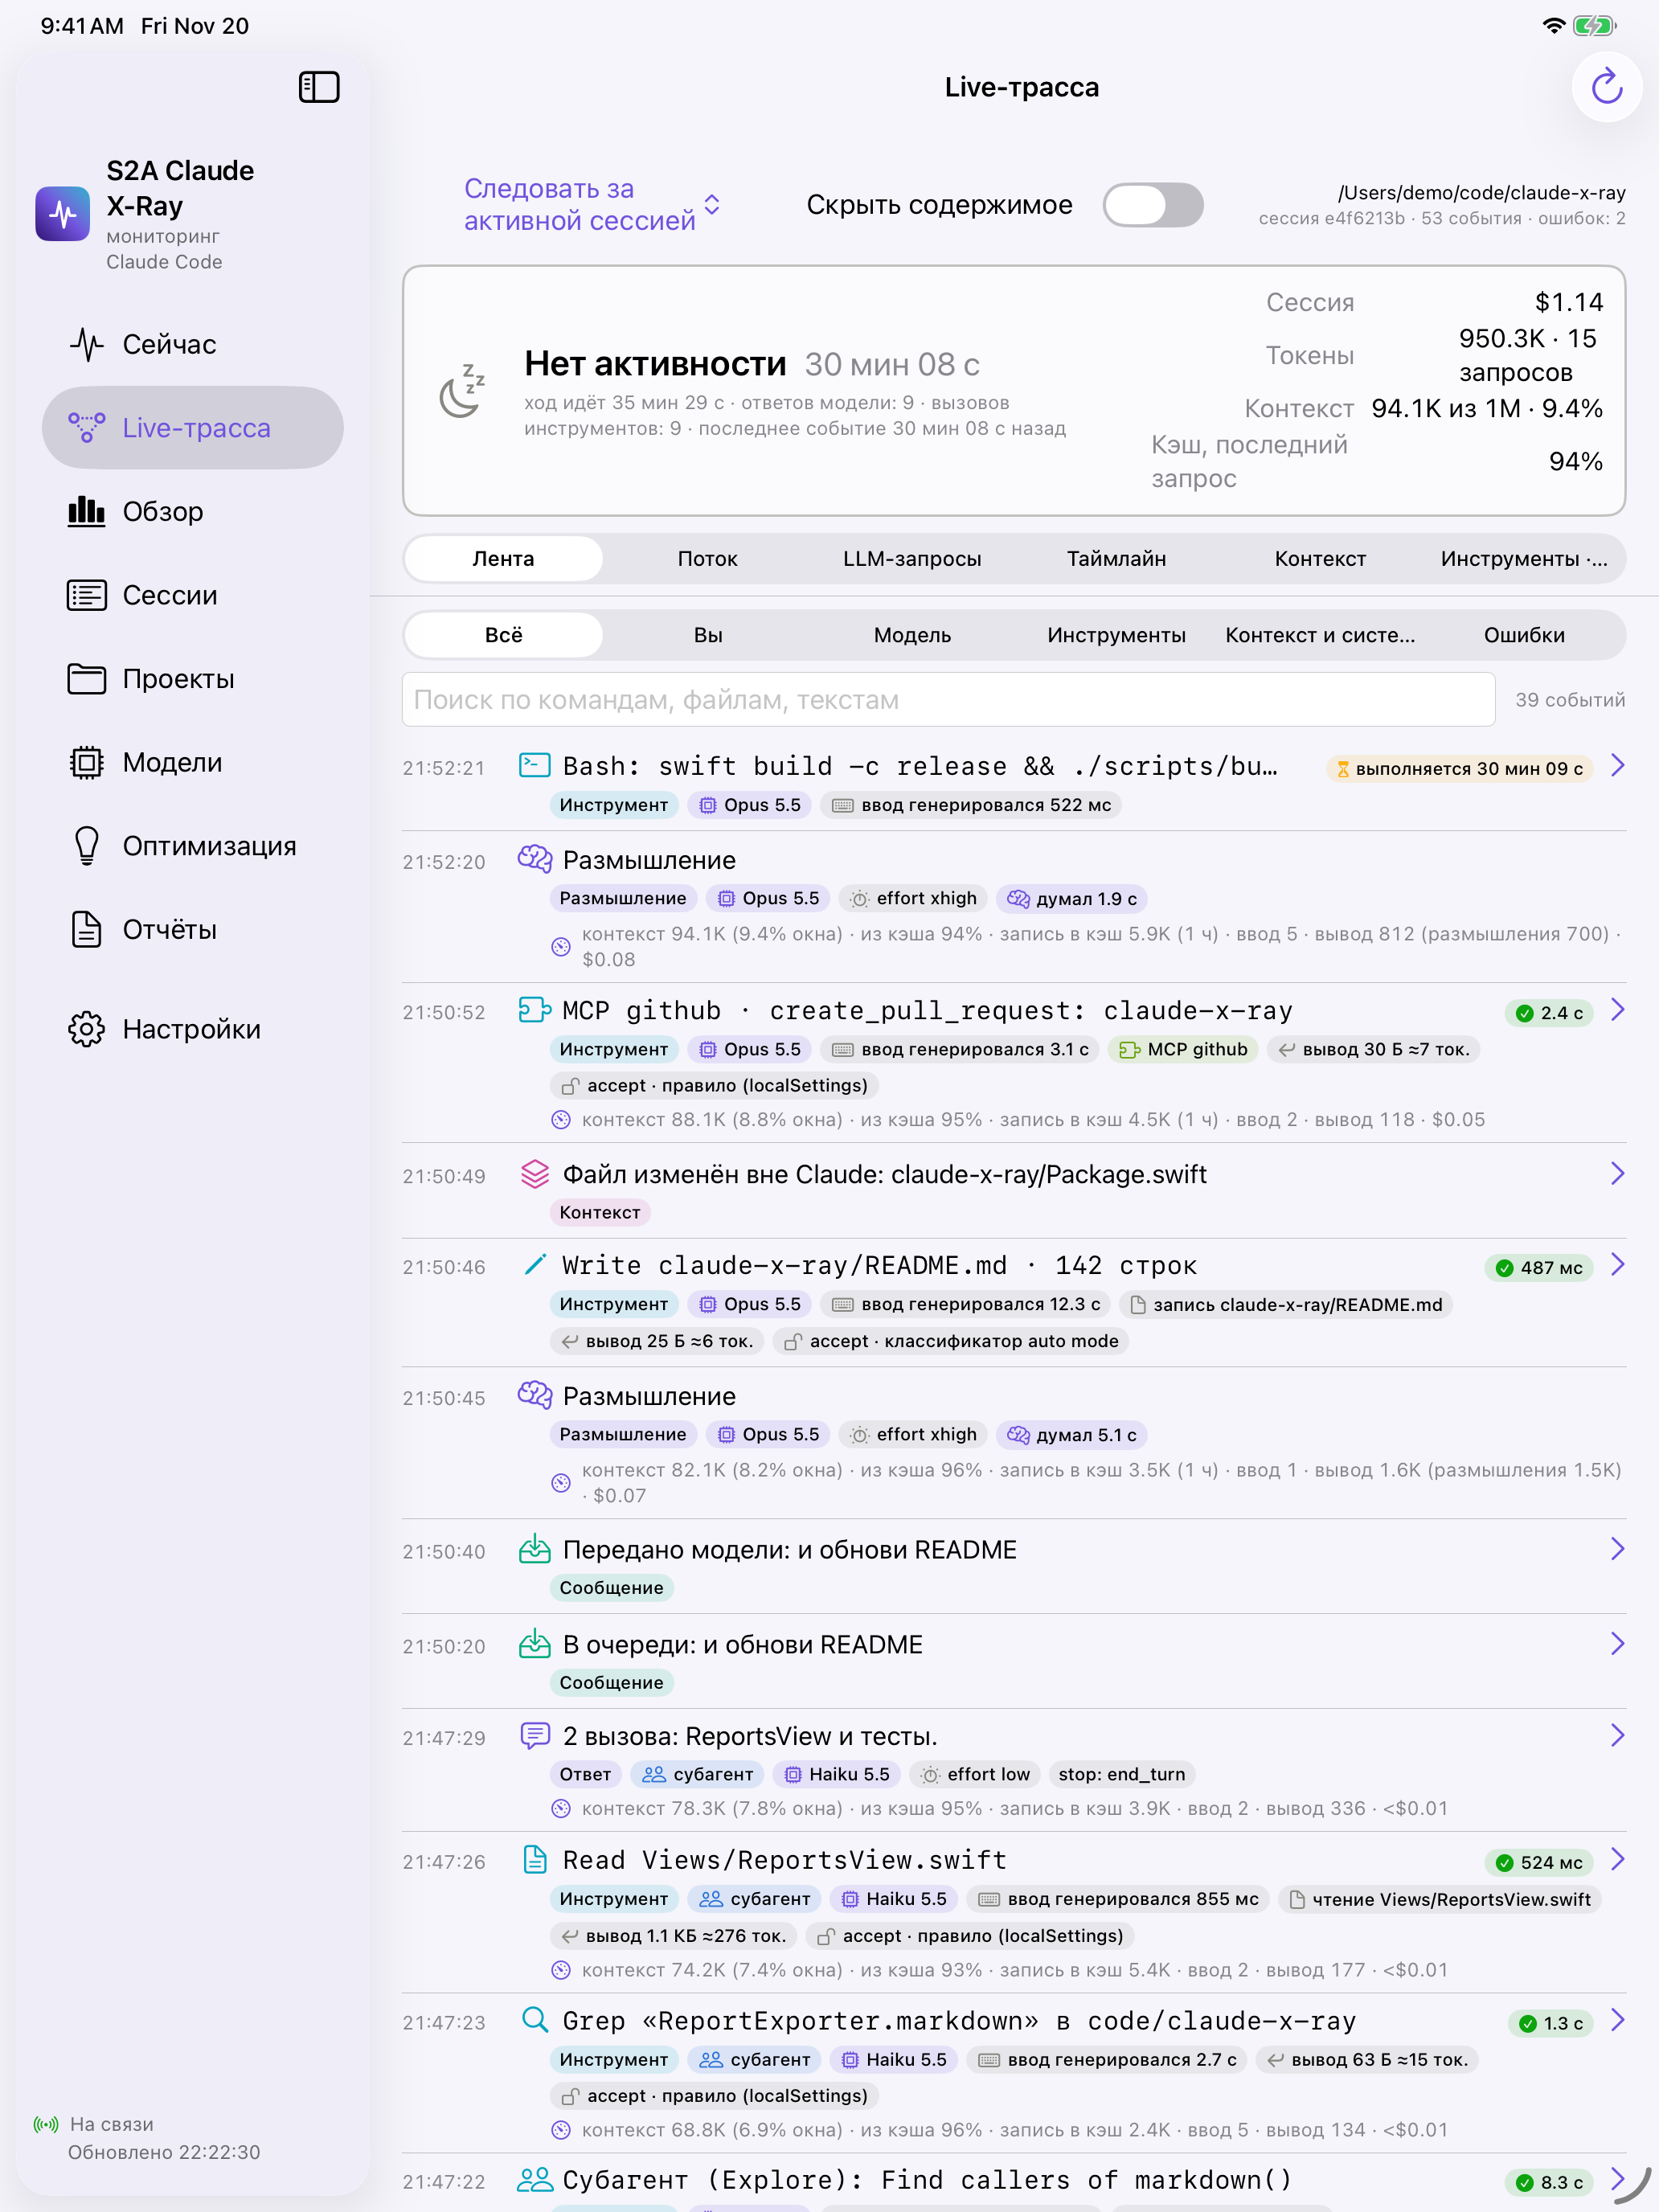 9:41 AM Fri Nov 20
S2A Claude
X-Ray
мониторинг
Claude Code
Сейчас
Live-трасса
Обзор
Сессии
Проекты
Модели
Оптимизация
Отчёты
Настройки
На связи
Обновлено 22:22:30
Live-трасса
Следовать за
активной сессией
Скрыть содержимое
/Users/demo/code/claude-x-ray
сессия e4f6213b · 53 события · ошибок: 2
Нет активности 30 мин 08 с
ход идёт 35 мин 29 с · ответов модели: 9 · вызовов
инструментов: 9 · последнее событие 30 мин 08 с назад
Сессия $1.14
Токены 950.3K · 15
запросов
Контекст 94.1K из 1M · 9.4%
Кэш, последний
запрос 94%
Лента Поток LLM-запросы Таймлайн Контекст Инструменты ·...
Всё Вы Модель Инструменты Контекст и систе... Ошибки
Поиск по командам, файлам, текстам 39 событий
21:52:21 Bash: swift build -c release && ./scripts/bu… выполняется 30 мин 09 с
Инструмент Opus 5.5 ввод генерировался 522 мс
21:52:20 Размышление
Размышление Opus 5.5 effort xhigh думал 1.9 с
контекст 94.1K (9.4% окна) · из кэша 94% · запись в кэш 5.9K (1 ч) · ввод 5 · вывод 812 (размышления 700) ·
$0.08
21:50:52 MCP github · create_pull_request: claude-x-ray 2.4 с
Инструмент Opus 5.5 ввод генерировался 3.1 с MCP github вывод 30 Б ≈7 ток.
accept · правило (localSettings)
контекст 88.1K (8.8% окна) · из кэша 95% · запись в кэш 4.5K (1 ч) · ввод 2 · вывод 118 · $0.05
21:50:49 Файл изменён вне Claude: claude-x-ray/Package.swift
Контекст
21:50:46 Write claude-x-ray/README.md · 142 строк 487 мс
Инструмент Opus 5.5 ввод генерировался 12.3 с запись claude-x-ray/README.md
вывод 25 Б ≈6 ток. accept · классификатор auto mode
21:50:45 Размышление
Размышление Opus 5.5 effort xhigh думал 5.1 с
контекст 82.1K (8.2% окна) · из кэша 96% · запись в кэш 3.5K (1 ч) · ввод 1 · вывод 1.6K (размышления 1.5K)
· $0.07
21:50:40 Передано модели: и обнови README
Сообщение
21:50:20 В очереди: и обнови README
Сообщение
21:47:29 2 вызова: ReportsView и тесты.
Ответ субагент Haiku 5.5 effort low stop: end_turn
контекст 78.3K (7.8% окна) · из кэша 95% · запись в кэш 3.9K · ввод 2 · вывод 336 · <$0.01
21:47:26 Read Views/ReportsView.swift 524 мс
Инструмент субагент Haiku 5.5 ввод генерировался 855 мс чтение Views/ReportsView.swift
вывод 1.1 КБ ≈276 ток. accept · правило (localSettings)
контекст 74.2K (7.4% окна) · из кэша 93% · запись в кэш 5.4K · ввод 2 · вывод 177 · <$0.01
21:47:23 Grep «ReportExporter.markdown» в code/claude-x-ray 1.3 с
Инструмент субагент Haiku 5.5 ввод генерировался 2.7 с вывод 63 Б ≈15 ток.
accept · правило (localSettings)
контекст 68.8K (6.9% окна) · из кэша 96% · запись в кэш 2.4K · ввод 5 · вывод 134 · <$0.01
21:47:22 Субагент (Explore): Find callers of markdown() 8.3 с